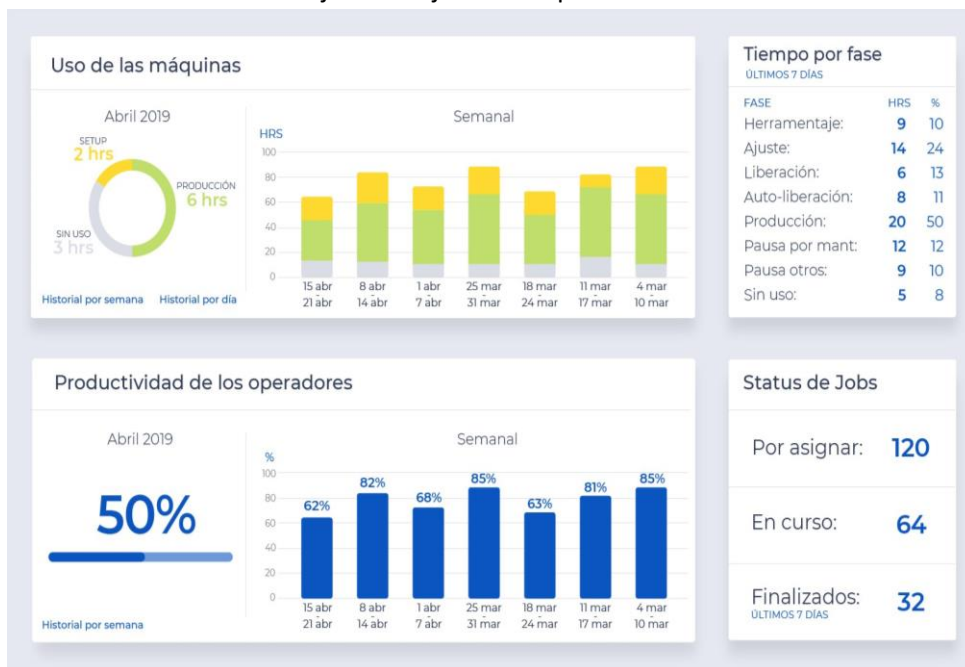 Uso de las máquinas
Abril 2019
SETUP
2 hrs
PRODUCCIÓN
6 hrs
SIN USO
3 hrs
Historial por semana Historial por día
Semanal
HRS
100
80
60
40
20
0
15 abr 8 abr 1 abr 25 mar 18 mar 11 mar 4 mar
- - - - - - -
21 abr 14 abr 7 abr 31 mar 24 mar 17 mar 10 mar
Tiempo por fase
ÚLTIMOS 7 DÍAS
FASE HRS %
Herramentaje: 9 10
Ajuste: 14 24
Liberación: 6 13
Auto-liberación: 8 11
Producción: 20 50
Pausa por mant: 12 12
Pausa otros: 9 10
Sin uso: 5 8
Productividad de los operadores
Abril 2019
50%
Historial por semana
Semanal
%
100
80
60
40
20
0
62% 82% 68% 85% 63% 81% 85%
15 abr 8 abr 1 abr 25 mar 18 mar 11 mar 4 mar
- - - - - - -
21 abr 14 abr 7 abr 31 mar 24 mar 17 mar 10 mar
Status de Jobs
Por asignar: 120
En curso: 64
Finalizados: 32
ÚLTIMOS 7 DÍAS